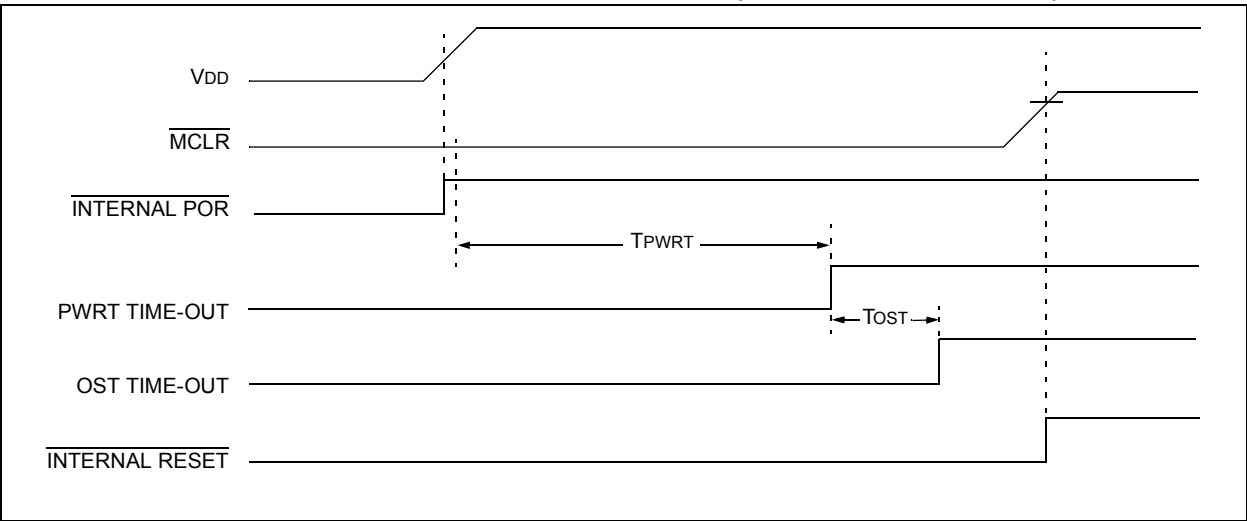 VDD
MCLR
INTERNAL POR
TPWRT
PWRT TIME-OUT
TOST
OST TIME-OUT
INTERNAL RESET